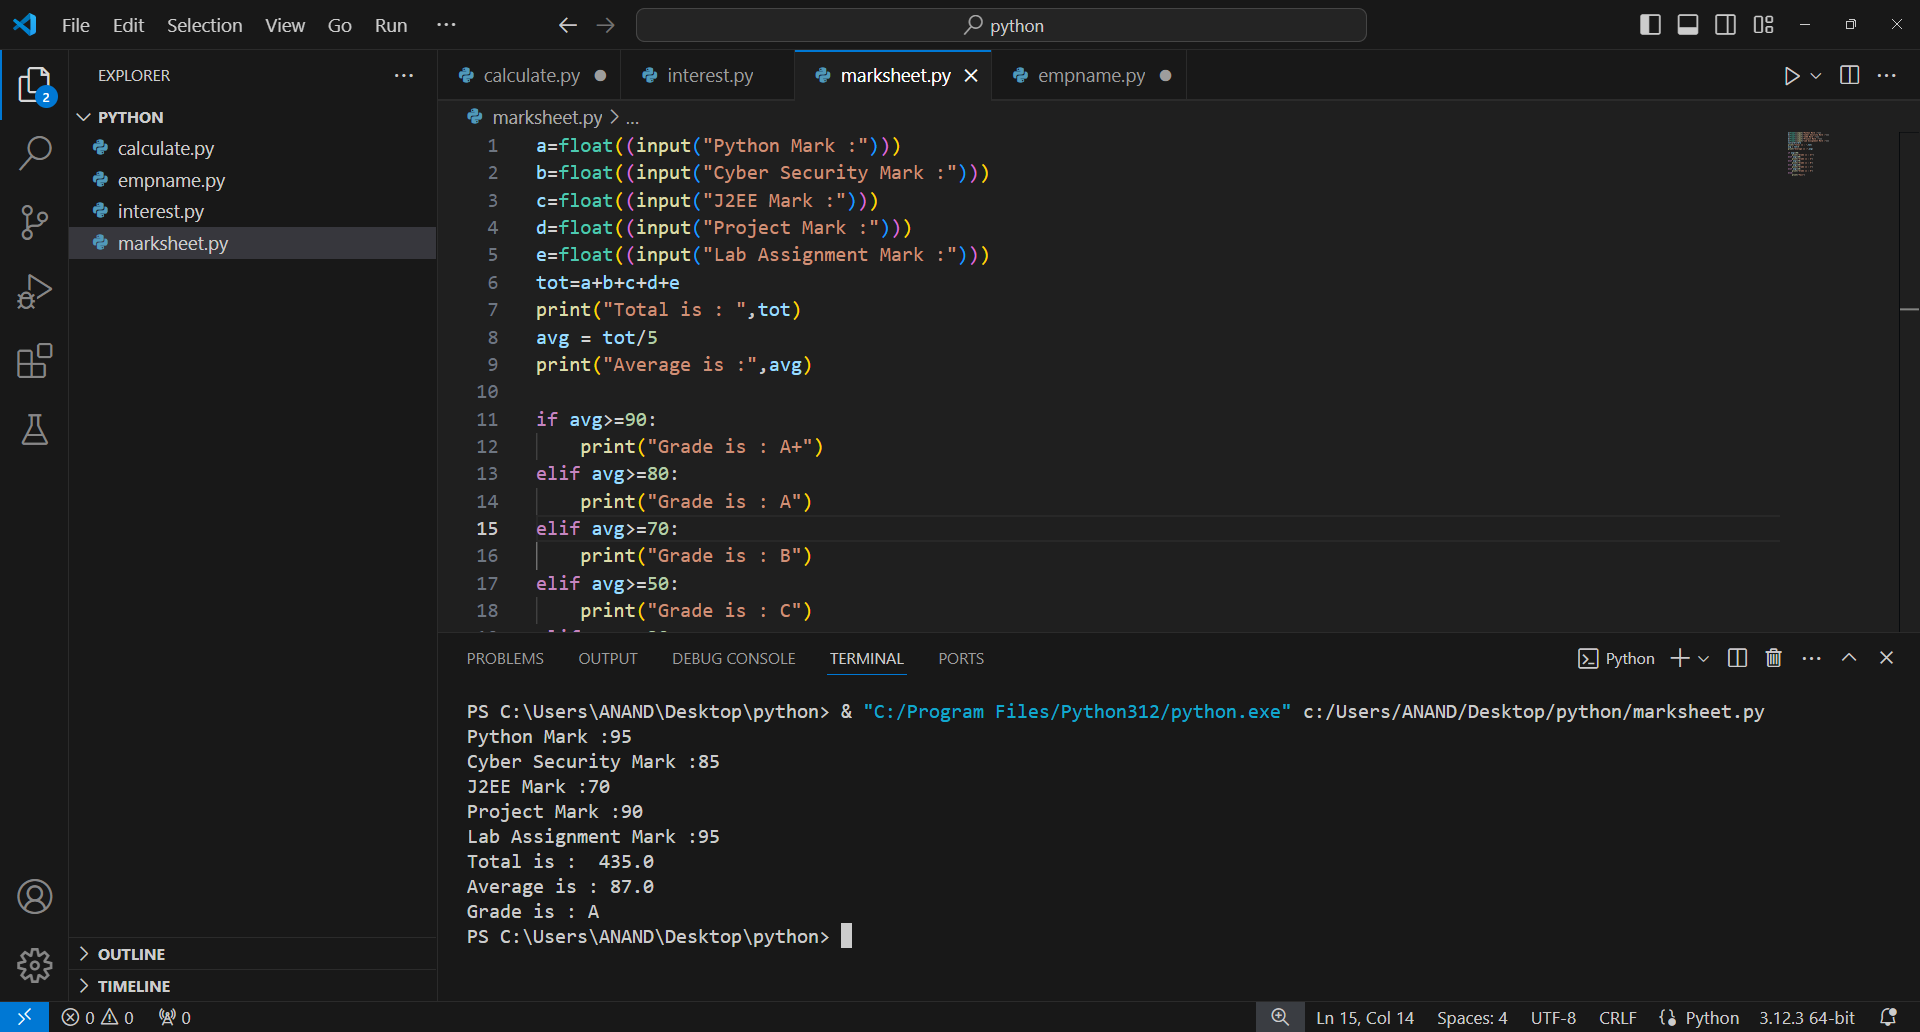 File Edit Selection View Go Run ···
python
EXPLORER ···
PYTHON
calculate.py
empname.py
interest.py
marksheet.py
OUTLINE
TIMELINE
2
calculate.py interest.py marksheet.py empname.py
marksheet.py > ...
1 a=float((input("Python Mark :")))
2 b=float((input("Cyber Security Mark :")))
3 c=float((input("J2EE Mark :")))
4 d=float((input("Project Mark :")))
5 e=float((input("Lab Assignment Mark :")))
6 tot=a+b+c+d+e
7 print("Total is : ",tot)
8 avg = tot/5
9 print("Average is :",avg)
10
11 if avg>=90:
12 print("Grade is : A+")
13 elif avg>=80:
14 print("Grade is : A")
15 elif avg>=70:
16 print("Grade is : B")
17 elif avg>=50:
18 print("Grade is : C")
PROBLEMS OUTPUT DEBUG CONSOLE TERMINAL PORTS Python
PS C:\Users\ANAND\Desktop\python> & "C:/Program Files/Python312/python.exe" c:/Users/ANAND/Desktop/python/marksheet.py
Python Mark :95
Cyber Security Mark :85
J2EE Mark :70
Project Mark :90
Lab Assignment Mark :95
Total is :  435.0
Average is : 87.0
Grade is : A
PS C:\Users\ANAND\Desktop\python>
0 0 0 Ln 15, Col 14 Spaces: 4 UTF-8 CRLF Python 3.12.3 64-bit